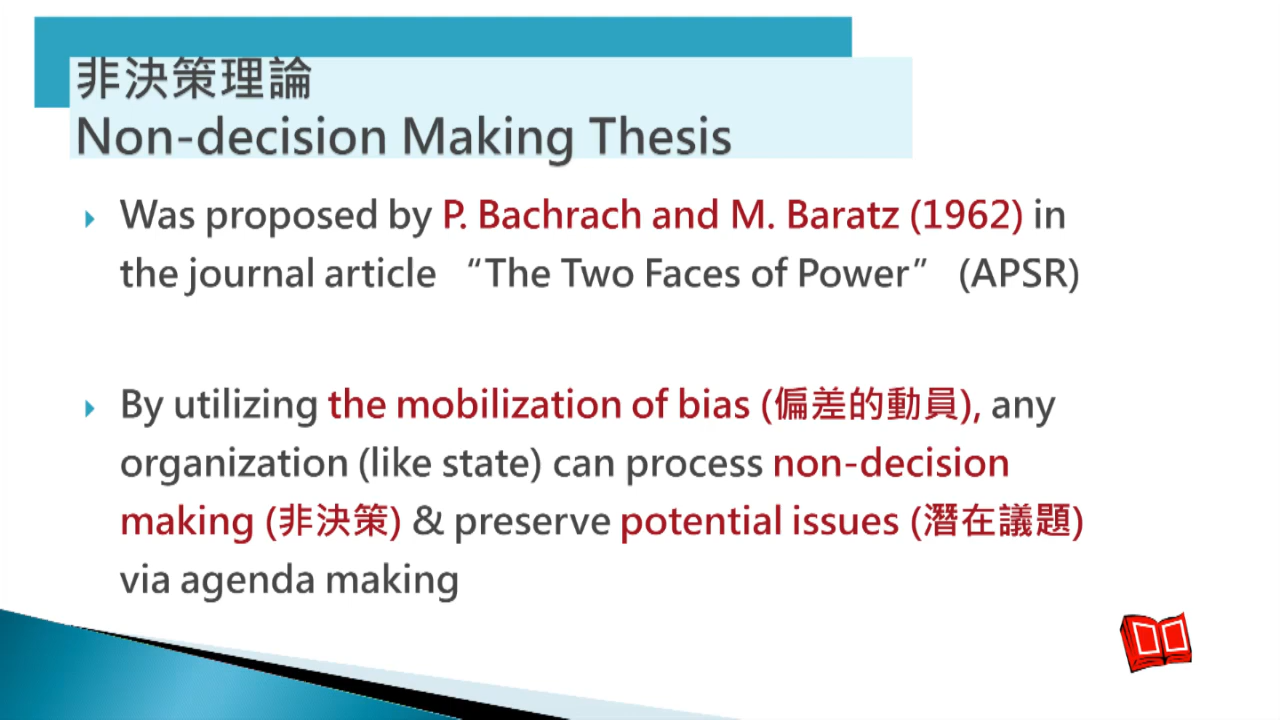 非決策理論
Non-decision Making Thesis
Was proposed by P. Bachrach and M. Baratz (1962) in
the journal article “The Two Faces of Power” (APSR)
By utilizing the mobilization of bias (偏差的動員), any
organization (like state) can process non-decision
making (非決策) & preserve potential issues (潛在議題)
via agenda making